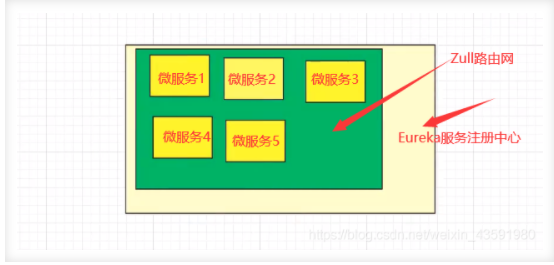 Zull路由网
微服务1
微服务2
微服务3
微服务4
微服务5
Eureka服务注册中心
https://blog.csdn.net/weixin_43591980